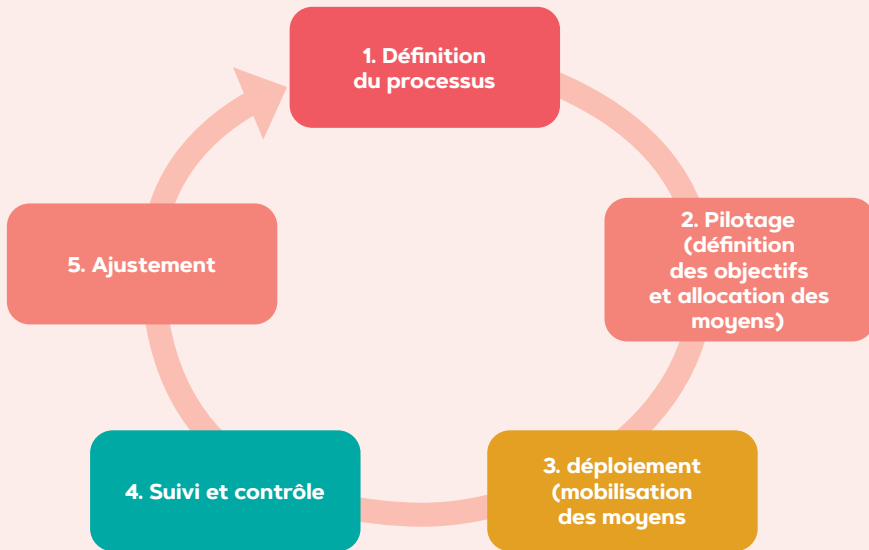 1. Définition
du processus
2. Pilotage
(définition
des objectifs
et allocation des
moyens)
3. déploiement
(mobilisation
des moyens
4. Suivi et contrôle
5. Ajustement